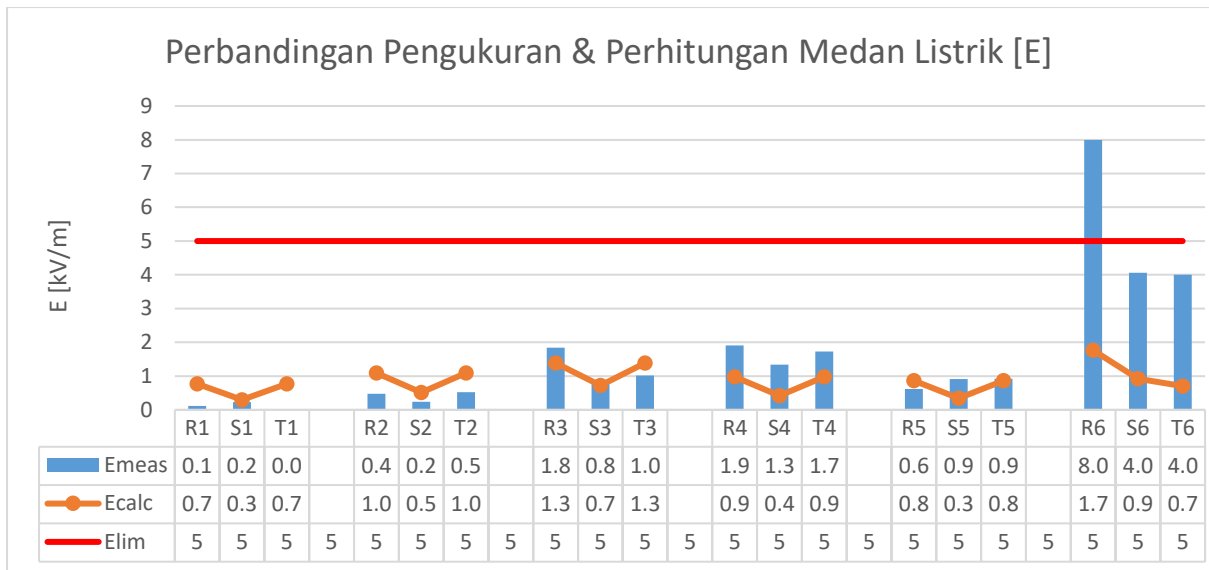 Perbandingan Pengukuran & Perhitungan Medan Listrik [E]
9
8
7
6
5
4
3
2
1
0
E [kV/m]
R1 S1 T1 R2 S2 T2 R3 S3 T3 R4 S4 T4 R5 S5 T5 R6 S6 T6
Emeas 0.1 0.2 0.0 0.4 0.2 0.5 1.8 0.8 1.0 1.9 1.3 1.7 0.6 0.9 0.9 8.0 4.0 4.0
Ecalc 0.7 0.3 0.7 1.0 0.5 1.0 1.3 0.7 1.3 0.9 0.4 0.9 0.8 0.3 0.8 1.7 0.9 0.7
Elim 5 5 5 5 5 5 5 5 5 5 5 5 5 5 5 5 5 5 5 5 5 5 5